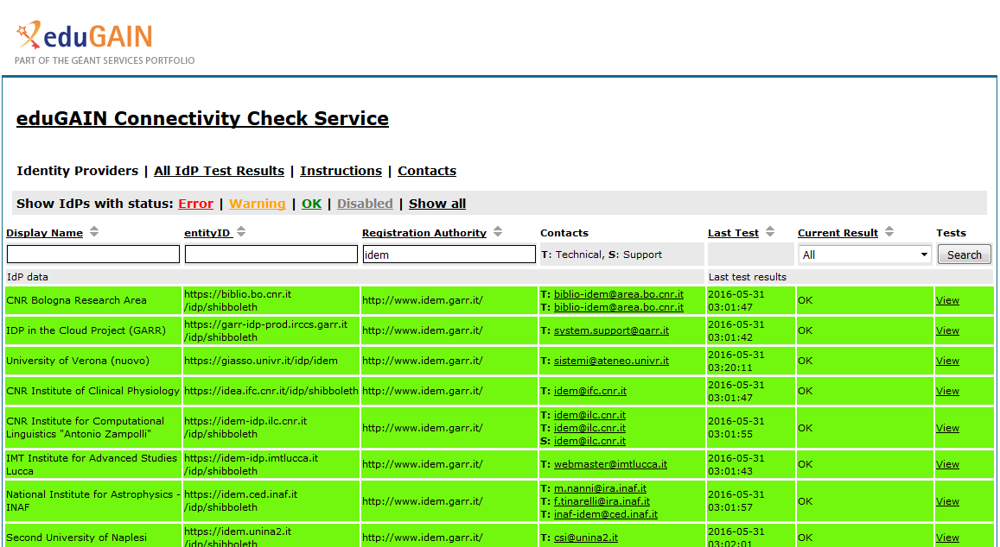 eduGAIN
PART OF THE GÉANT SERVICES PORTFOLIO
eduGAIN Connectivity Check Service
Identity Providers | All IdP Test Results | Instructions | Contacts
Show IdPs with status: Error | Warning | OK | Disabled | Show all
Display Name entityID Registration Authority Contacts Last Test Current Result Tests
idem T: Technical, S: Support All Search
IdP data Last test results
CNR Bologna Research Area
https://biblio.bo.cnr.it
/idp/shibboleth
http://www.idem.garr.it/
T: biblio-idem@area.bo.cnr.it
T: biblio-idem@area.bo.cnr.it
2016-05-31
03:01:47
OK
View
IDP in the Cloud Project (GARR)
https://garr-idp-prod.irccs.garr.it
/idp/shibboleth
http://www.idem.garr.it/
T: system.support@garr.it
2016-05-31
03:01:42
OK
View
University of Verona (nuovo)
https://giasso.univr.it/idp/idem
http://www.idem.garr.it/
T: sistemi@ateneo.univr.it
2016-05-31
03:20:11
OK
View
CNR Institute of Clinical Physiology
https://idea.ifc.cnr.it/idp/shibboleth
http://www.idem.garr.it/
T: idem@ifc.cnr.it
2016-05-31
03:01:47
OK
View
CNR Institute for Computational
Linguistics "Antonio Zampolli"
https://idem-idp.ilc.cnr.it
/idp/shibboleth
http://www.idem.garr.it/
T: idem@ilc.cnr.it
T: idem@ilc.cnr.it
S: idem@ilc.cnr.it
2016-05-31
03:01:55
OK
View
IMT Institute for Advanced Studies
Lucca
https://idem-idp.imtlucca.it
/idp/shibboleth
http://www.idem.garr.it/
T: webmaster@imtlucca.it
2016-05-31
03:01:43
OK
View
National Institute for Astrophysics -
INAF
https://idem.ced.inaf.it
/idp/shibboleth
http://www.idem.garr.it/
T: m.nanni@ira.inaf.it
T: f.tinarelli@ira.inaf.it
T: inaf-idem@ced.inaf.it
2016-05-31
03:01:57
OK
View
Second University of Naplesi
https://idem.unina2.it
/idp/shibboleth
http://www.idem.garr.it/
T: csi@unina2.it
2016-05-31
03:02:01
OK
View